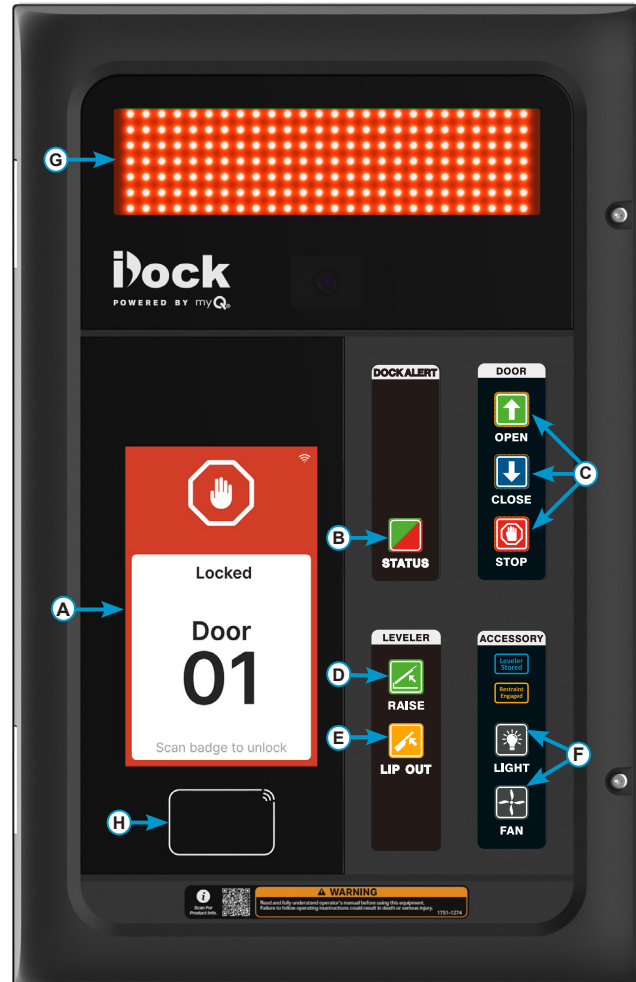 G
iDock
POWERED BY myQ®
DOCK ALERT
DOOR
OPEN
C
CLOSE
B
STATUS
STOP
Locked
A
Door
01
Scan badge to unlock
LEVELER
ACCESSORY
Leveler
Stored
D
Restraint
Engaged
RAISE
E
LIP OUT
LIGHT
F
H
FAN
i
Scan For
Product Info.
WARNING
Read and fully understand operator's manual before using this equipment.
Failure to follow operating instructions could result in death or serious injury.
1751-1274